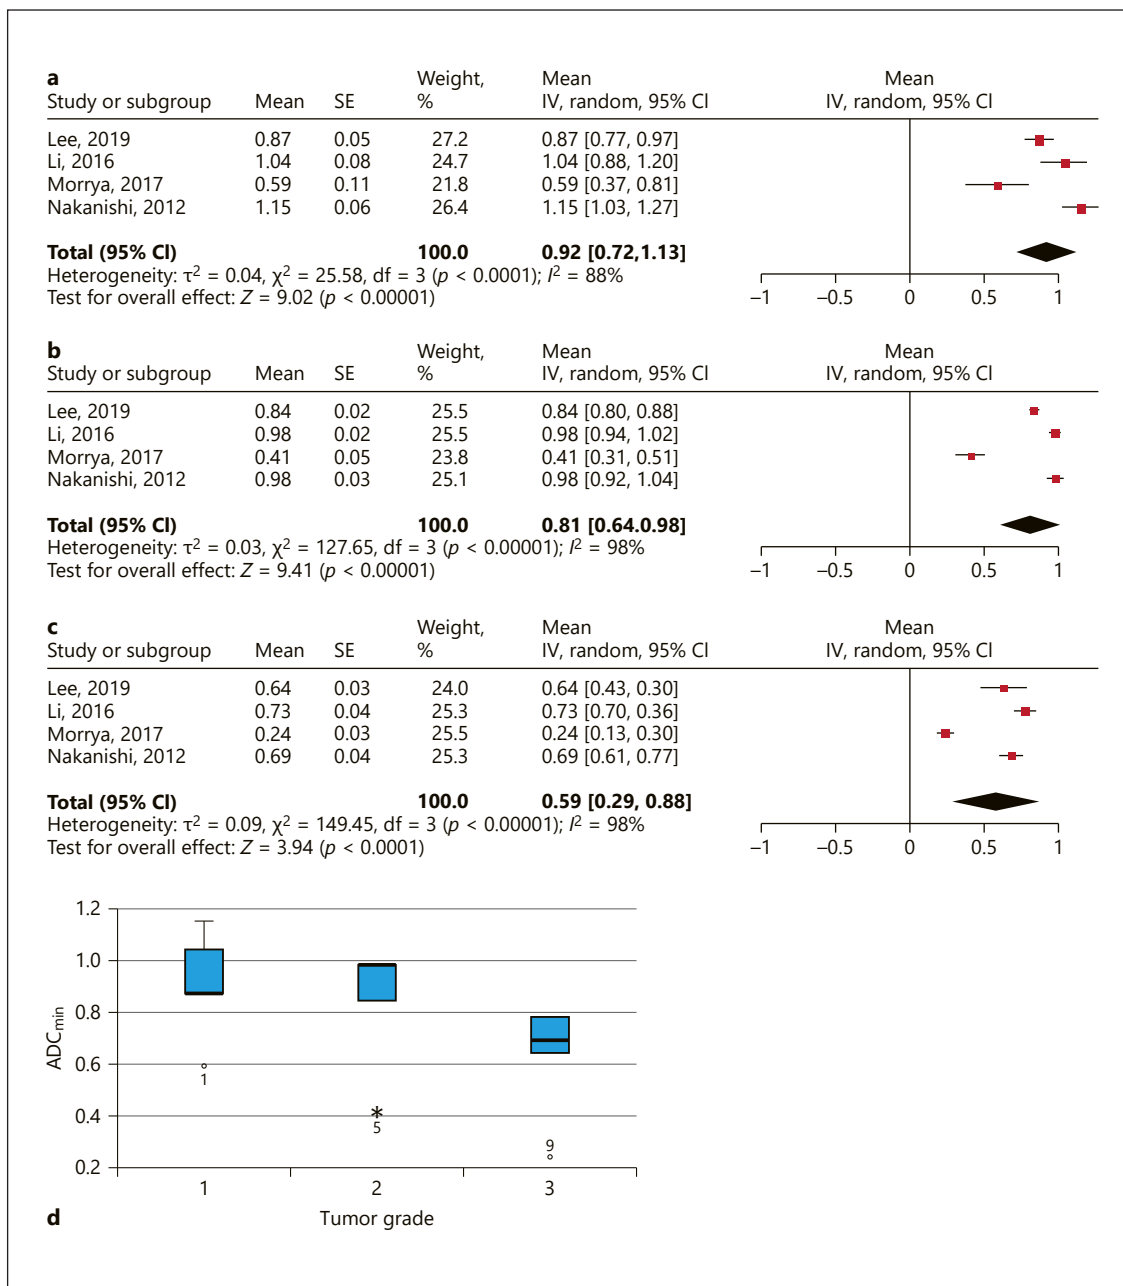 a Weight, Mean Mean
Study or subgroup Mean SE % IV, random, 95% CI IV, random, 95% CI
Lee, 2019 0.87 0.05 27.2 0.87 [0.77, 0.97]
Li, 2016 1.04 0.08 24.7 1.04 [0.88, 1.20]
Morrya, 2017 0.59 0.11 21.8 0.59 [0.37, 0.81]
Nakanishi, 2012 1.15 0.06 26.4 1.15 [1.03, 1.27]
Total (95% CI) 100.0 0.92 [0.72,1.13]
Heterogeneity: τ² = 0.04, χ² = 25.58, df = 3 (p < 0.0001); I² = 88%
Test for overall effect: Z = 9.02 (p < 0.00001)
−1 −0.5 0 0.5 1
b Weight, Mean Mean
Study or subgroup Mean SE % IV, random, 95% CI IV, random, 95% CI
Lee, 2019 0.84 0.02 25.5 0.84 [0.80, 0.88]
Li, 2016 0.98 0.02 25.5 0.98 [0.94, 1.02]
Morrya, 2017 0.41 0.05 23.8 0.41 [0.31, 0.51]
Nakanishi, 2012 0.98 0.03 25.1 0.98 [0.92, 1.04]
Total (95% CI) 100.0 0.81 [0.64.0.98]
Heterogeneity: τ² = 0.03, χ² = 127.65, df = 3 (p < 0.00001); I² = 98%
Test for overall effect: Z = 9.41 (p < 0.00001)
−1 −0.5 0 0.5 1
c Weight, Mean Mean
Study or subgroup Mean SE % IV, random, 95% CI IV, random, 95% CI
Lee, 2019 0.64 0.03 24.0 0.64 [0.43, 0.30]
Li, 2016 0.73 0.04 25.3 0.73 [0.70, 0.36]
Morrya, 2017 0.24 0.03 25.5 0.24 [0.13, 0.30]
Nakanishi, 2012 0.69 0.04 25.3 0.69 [0.61, 0.77]
Total (95% CI) 100.0 0.59 [0.29, 0.88]
Heterogeneity: τ² = 0.09, χ² = 149.45, df = 3 (p < 0.00001); I² = 98%
Test for overall effect: Z = 3.94 (p < 0.0001)
−1 −0.5 0 0.5 1
1.2
1.0
0.8
0.6
0.4
0.2
ADCmin
1
5
9
1 2 3
d Tumor grade